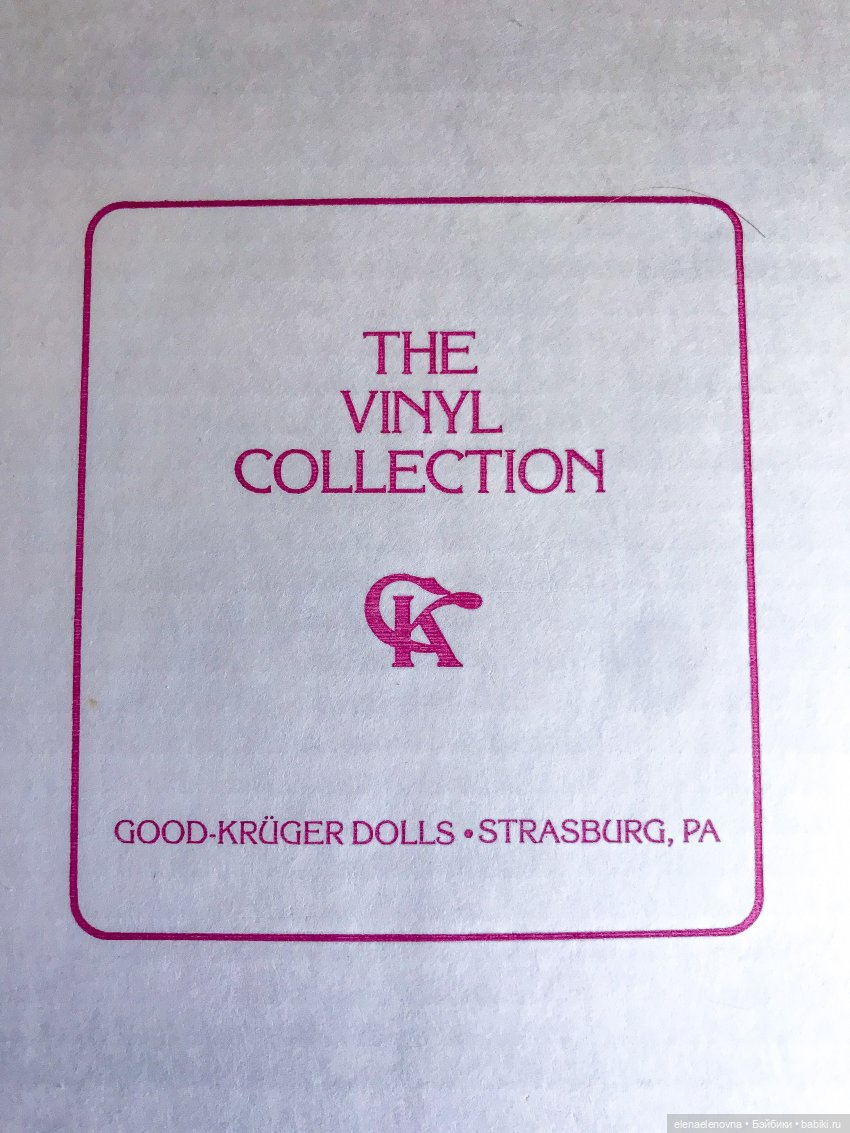 THE
VINYL
COLLECTION
GK
GOOD-KRÜGER DOLLS • STRASBURG, PA
elenaelenovna • Бэйбики • babiki.ru